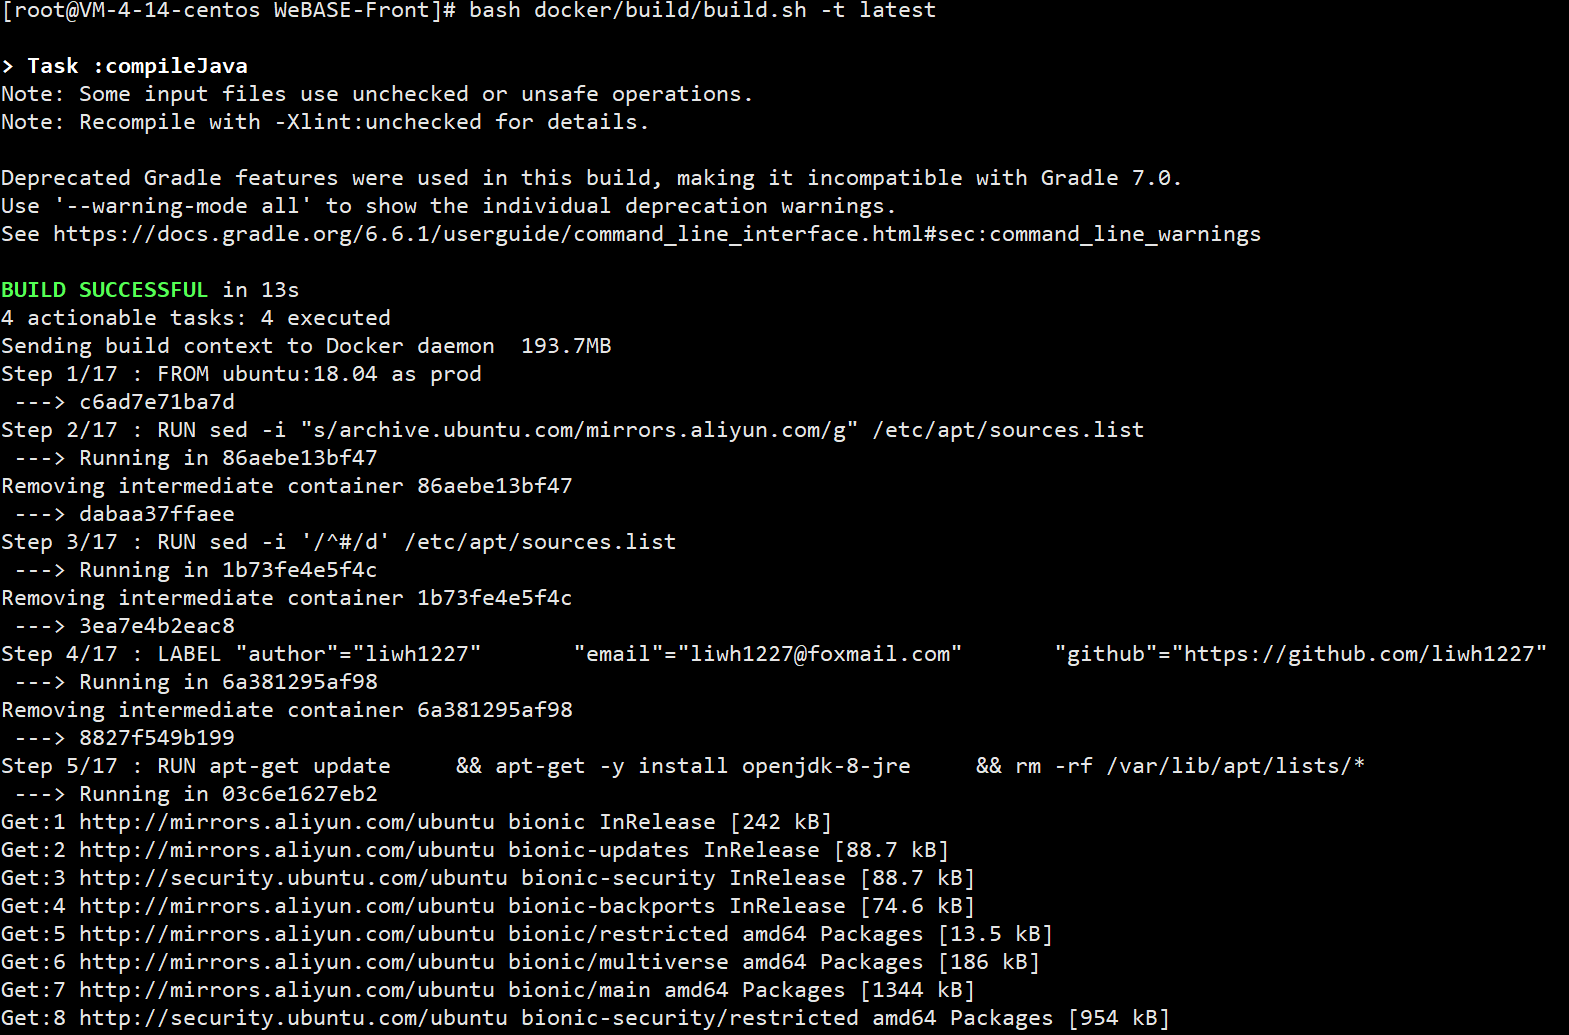 [root@VM-4-14-centos WeBASE-Front]# bash docker/build/build.sh -t latest
> Task :compileJava
Note: Some input files use unchecked or unsafe operations.
Note: Recompile with -Xlint:unchecked for details.
Deprecated Gradle features were used in this build, making it incompatible with Gradle 7.0.
Use '--warning-mode all' to show the individual deprecation warnings.
See https://docs.gradle.org/6.6.1/userguide/command_line_interface.html#sec:command_line_warnings
BUILD SUCCESSFUL in 13s
4 actionable tasks: 4 executed
Sending build context to Docker daemon  193.7MB
Step 1/17 : FROM ubuntu:18.04 as prod
 ---> c6ad7e71ba7d
Step 2/17 : RUN sed -i "s/archive.ubuntu.com/mirrors.aliyun.com/g" /etc/apt/sources.list
 ---> Running in 86aebe13bf47
Removing intermediate container 86aebe13bf47
 ---> dabaa37ffaee
Step 3/17 : RUN sed -i '/^#/d' /etc/apt/sources.list
 ---> Running in 1b73fe4e5f4c
Removing intermediate container 1b73fe4e5f4c
 ---> 3ea7e4b2eac8
Step 4/17 : LABEL "author"="liwh1227"       "email"="liwh1227@foxmail.com"       "github"="https://github.com/liwh1227"
 ---> Running in 6a381295af98
Removing intermediate container 6a381295af98
 ---> 8827f549b199
Step 5/17 : RUN apt-get update     && apt-get -y install openjdk-8-jre     && rm -rf /var/lib/apt/lists/*
 ---> Running in 03c6e1627eb2
Get:1 http://mirrors.aliyun.com/ubuntu bionic InRelease [242 kB]
Get:2 http://mirrors.aliyun.com/ubuntu bionic-updates InRelease [88.7 kB]
Get:3 http://security.ubuntu.com/ubuntu bionic-security InRelease [88.7 kB]
Get:4 http://mirrors.aliyun.com/ubuntu bionic-backports InRelease [74.6 kB]
Get:5 http://mirrors.aliyun.com/ubuntu bionic/restricted amd64 Packages [13.5 kB]
Get:6 http://mirrors.aliyun.com/ubuntu bionic/multiverse amd64 Packages [186 kB]
Get:7 http://mirrors.aliyun.com/ubuntu bionic/main amd64 Packages [1344 kB]
Get:8 http://security.ubuntu.com/ubuntu bionic-security/restricted amd64 Packages [954 kB]